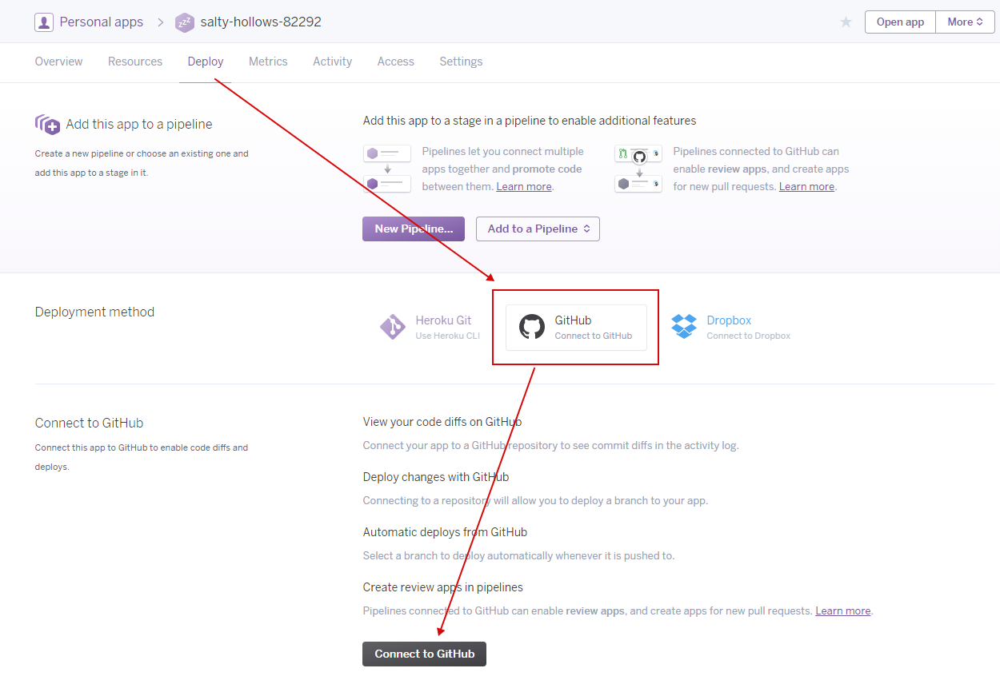 Personal apps > salty-hollows-82292
Open app
More
Overview Resources Deploy Metrics Activity Access Settings
Add this app to a pipeline
Create a new pipeline or choose an existing one and
add this app to a stage in it.
Add this app to a stage in a pipeline to enable additional features
Pipelines let you connect multiple
apps together and promote code
between them. Learn more.
Pipelines connected to GitHub can
enable review apps, and create apps
for new pull requests. Learn more.
New Pipeline...
Add to a Pipeline
Deployment method
Heroku Git
Use Heroku CLI
GitHub
Connect to GitHub
Dropbox
Connect to Dropbox
Connect to GitHub
Connect this app to GitHub to enable code diffs and
deploys.
View your code diffs on GitHub
Connect your app to a GitHub repository to see commit diffs in the activity log.
Deploy changes with GitHub
Connecting to a repository will allow you to deploy a branch to your app.
Automatic deploys from GitHub
Select a branch to deploy automatically whenever it is pushed to.
Create review apps in pipelines
Pipelines connected to GitHub can enable review apps, and create apps for new pull requests. Learn more.
Connect to GitHub